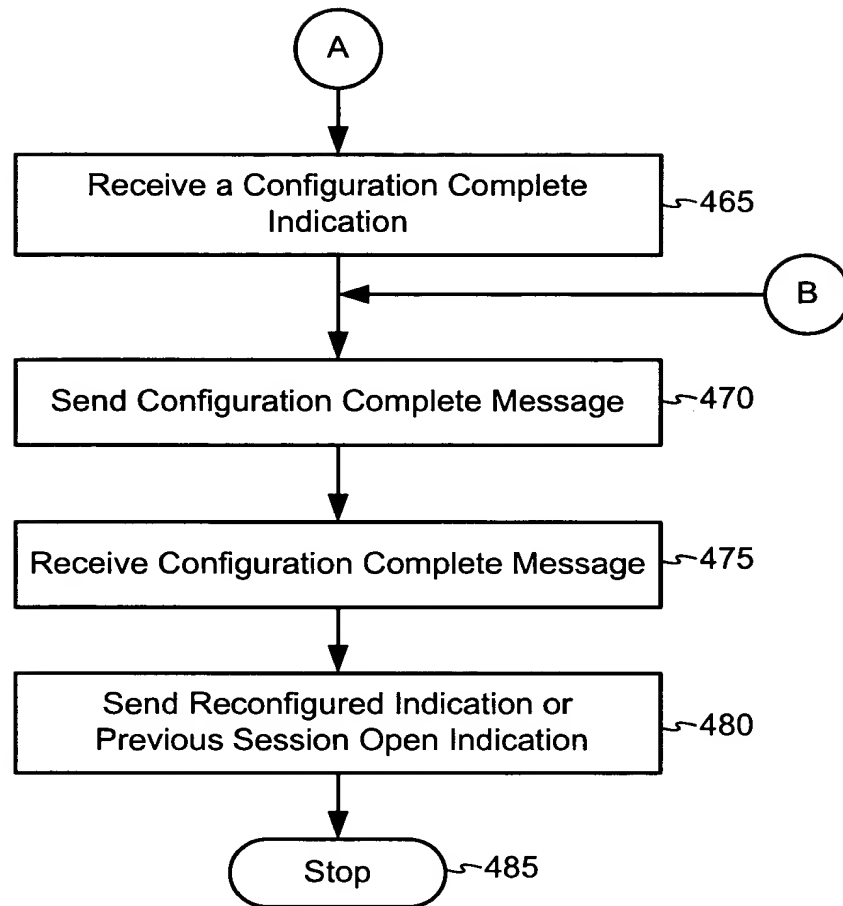 A
Receive a Configuration Complete
Indication
465
B
Send Configuration Complete Message
470
Receive Configuration Complete Message
475
Send Reconfigured Indication or
Previous Session Open Indication
480
Stop
485